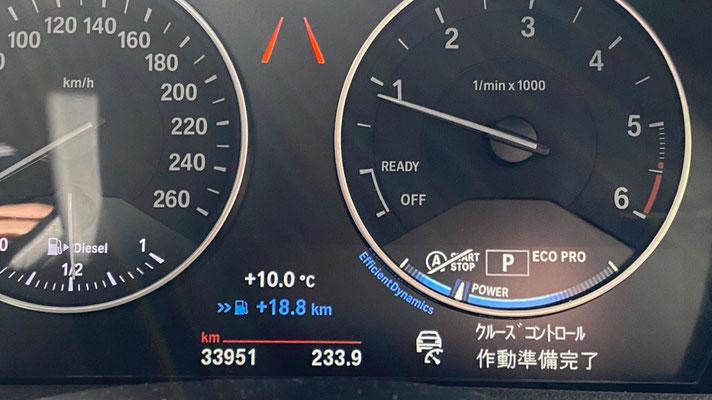 100 120 140 160 180 200 220 240 260
km/h
0 1/2 1
Diesel
1 2 3 4 5 6
1/min x 1000
READY
OFF
A START STOP
P
ECO PRO
EfficientDynamics
POWER
+10.0 °C
>> +18.8 km
km
33951 233.9
クルーズコントロール
作動準備完了